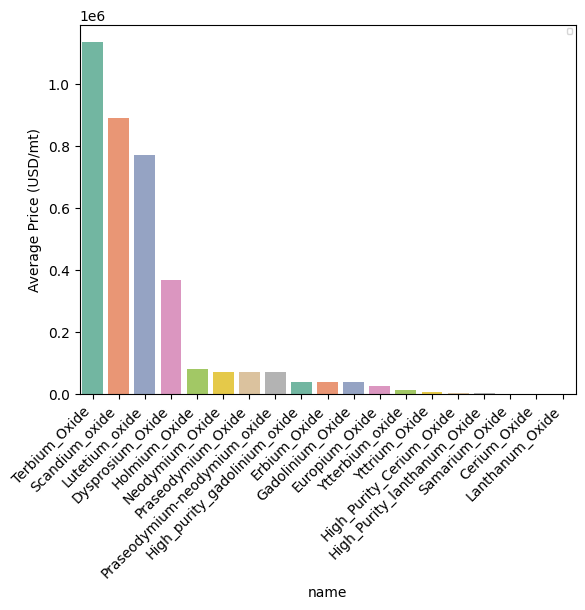 1e6
1.0
0.8
0.6
0.4
0.2
0.0
Average Price (USD/mt)
Terbium_Oxide
Scandium_oxide
Lutetium_oxide
Dysprosium_Oxide
Holmium_Oxide
Neodymium_Oxide
Praseodymium_Oxide
Praseodymium-neodymium_oxide
High_purity_gadolinium_oxide
Erbium_Oxide
Gadolinium_Oxide
Europium_Oxide
Ytterbium_oxide
Yttrium_Oxide
High_Purity_Cerium_Oxide
High_Purity_lanthanum_Oxide
Samarium_Oxide
Cerium_Oxide
Lanthanum_Oxide
name